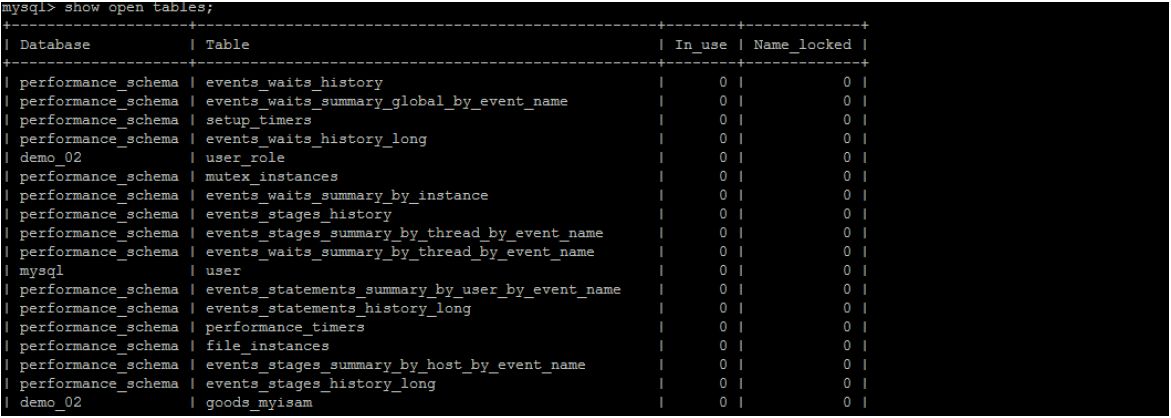 mysql> show open tables;
+--------------------+------------------------------------------------+--------+-------------+
| Database | Table | In_use | Name_locked |
+--------------------+------------------------------------------------+--------+-------------+
| performance_schema | events_waits_history | 0 | 0 |
| performance_schema | events_waits_summary_global_by_event_name | 0 | 0 |
| performance_schema | setup_timers | 0 | 0 |
| performance_schema | events_waits_history_long | 0 | 0 |
| demo_02 | user_role | 0 | 0 |
| performance_schema | mutex_instances | 0 | 0 |
| performance_schema | events_waits_summary_by_instance | 0 | 0 |
| performance_schema | events_stages_history | 0 | 0 |
| performance_schema | events_stages_summary_by_thread_by_event_name | 0 | 0 |
| performance_schema | events_waits_summary_by_thread_by_event_name | 0 | 0 |
| mysql | user | 0 | 0 |
| performance_schema | events_statements_summary_by_user_by_event_name | 0 | 0 |
| performance_schema | events_statements_history_long | 0 | 0 |
| performance_schema | performance_timers | 0 | 0 |
| performance_schema | file_instances | 0 | 0 |
| performance_schema | events_stages_summary_by_host_by_event_name | 0 | 0 |
| performance_schema | events_stages_history_long | 0 | 0 |
| demo_02 | goods_myisam | 0 | 0 |